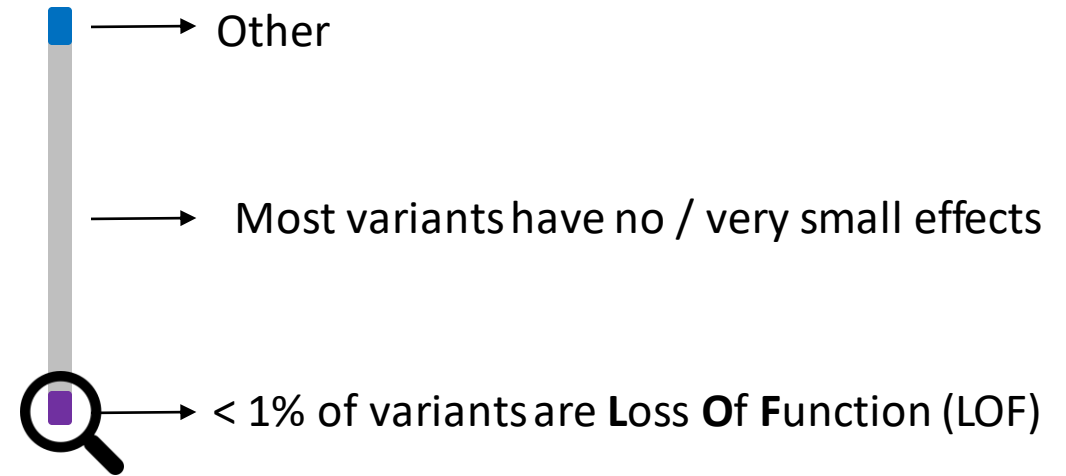 Other
Most variants have no / very small effects
< 1% of variants are Loss Of Function (LOF)